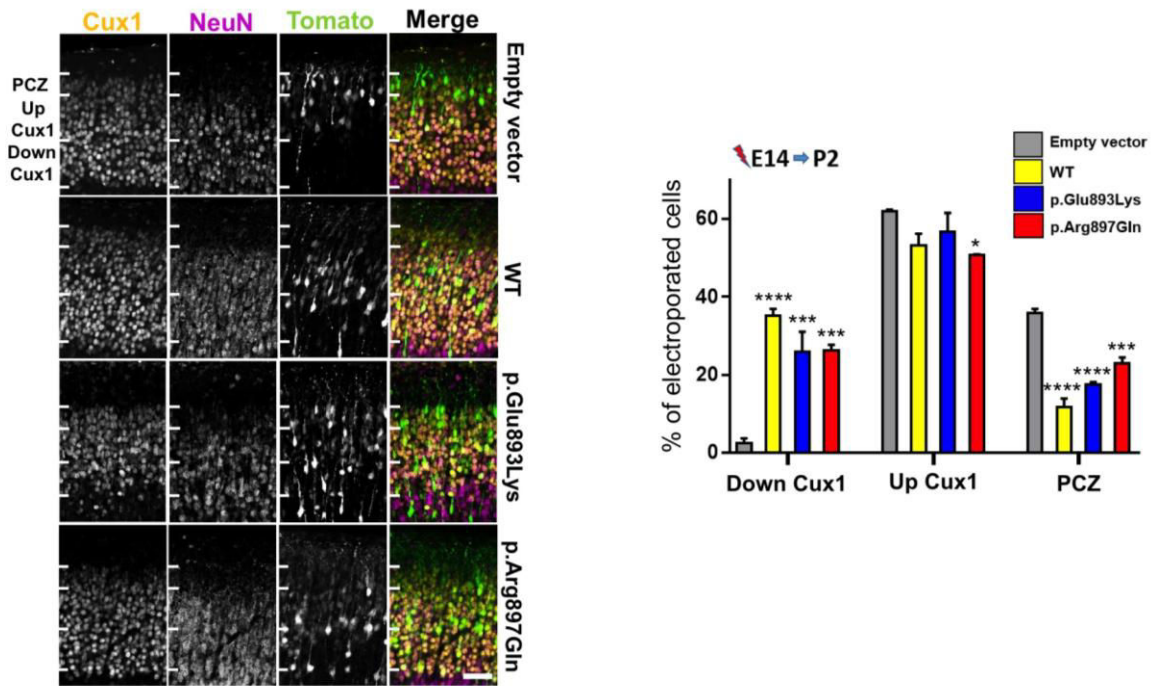 Cux1 NeuN Tomato Merge
PCZ
Up
Cux1
Down
Cux1
Empty vector
WT
p.Glu893Lys
p.Arg897Gln
E14 P2
Empty vector
WT
p.Glu893Lys
p.Arg897Gln
% of electroporated cells
60
40
20
0
****
***
***
*
****
****
***
Down Cux1 Up Cux1 PCZ